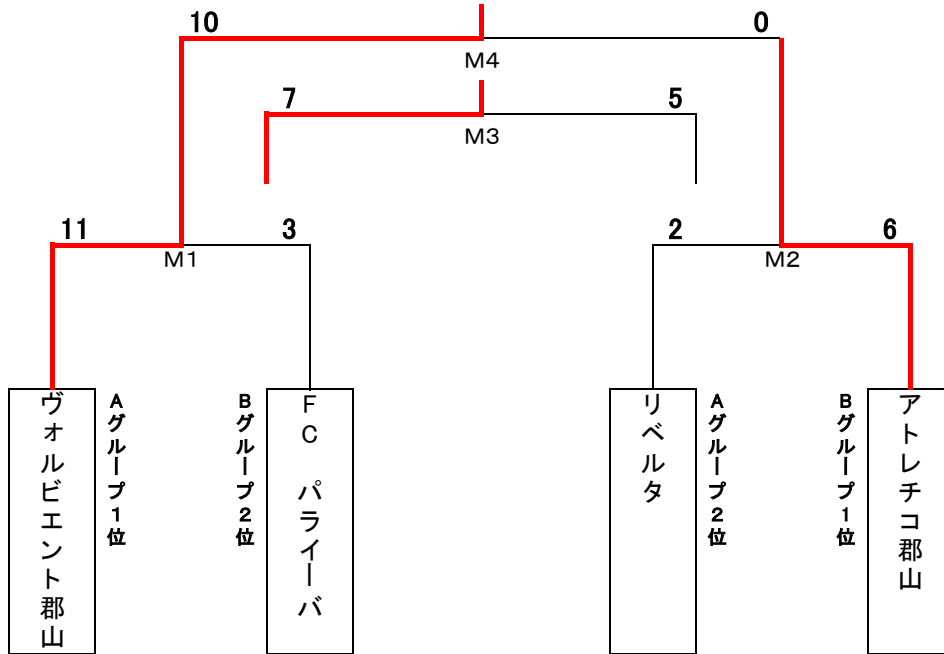 10 0
M4
7 5
M3
11 3 2 6
M1 M2
ヴォルビエント郡山
Aグループ1位
Bグループ2位
FC パライーバ
リベルタ
Aグループ2位
Bグループ1位
アトレチコ郡山